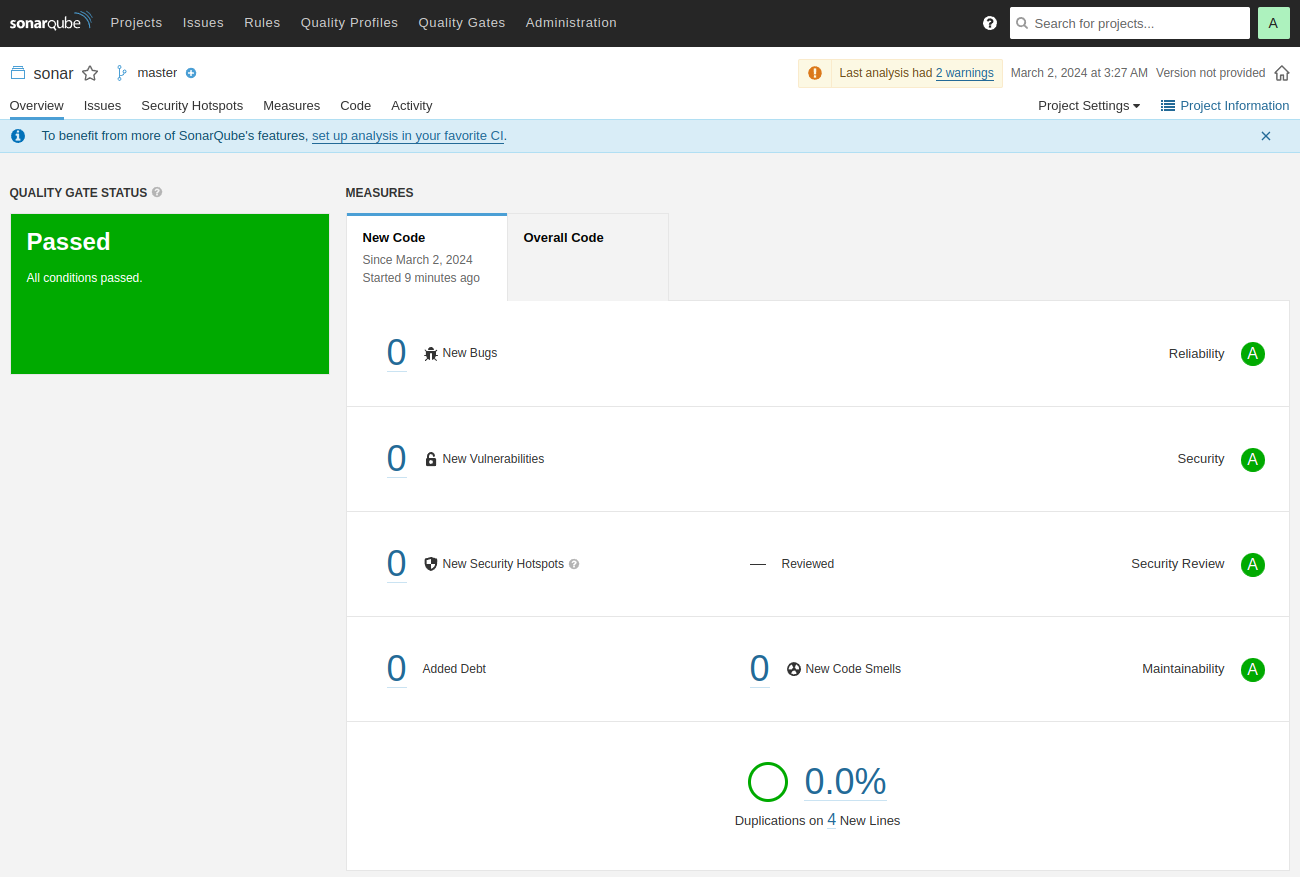 sonarqube Projects Issues Rules Quality Profiles Quality Gates Administration ? Search for projects... A
sonar master Last analysis had 2 warnings March 2, 2024 at 3:27 AM Version not provided
Overview Issues Security Hotspots Measures Code Activity Project Settings Project Information
To benefit from more of SonarQube's features, set up analysis in your favorite CI.
QUALITY GATE STATUS ? MEASURES
Passed
All conditions passed.
New Code
Since March 2, 2024
Started 9 minutes ago
Overall Code
0 New Bugs Reliability A
0 New Vulnerabilities Security A
0 New Security Hotspots ? — Reviewed Security Review A
0 Added Debt 0 New Code Smells Maintainability A
0.0%
Duplications on 4 New Lines